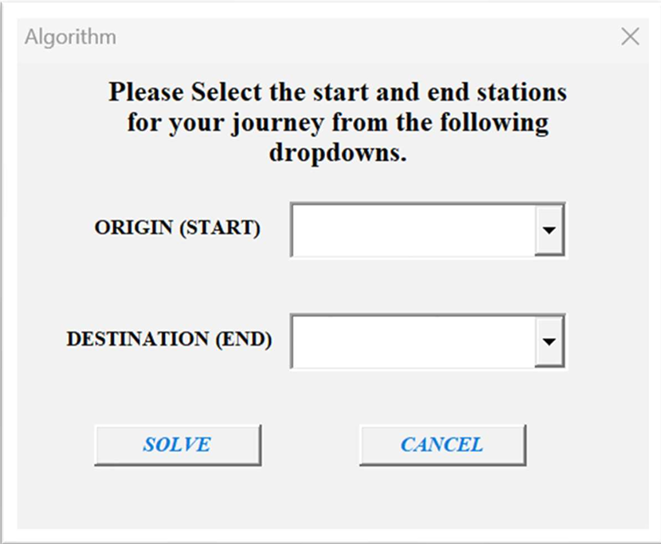 Algorithm
Please Select the start and end stations
for your journey from the following
dropdowns.
ORIGIN (START)
DESTINATION (END)
SOLVE
CANCEL